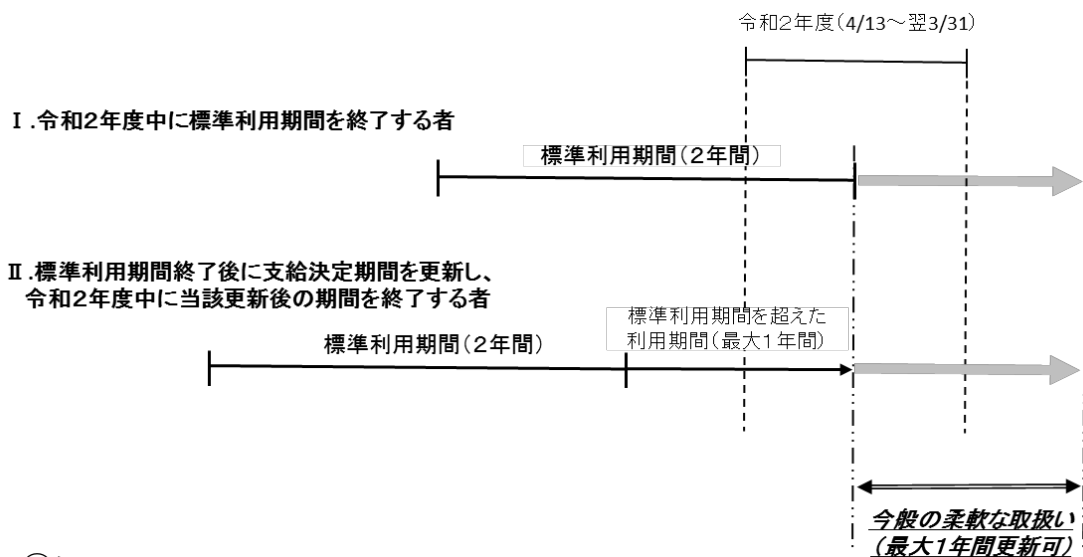 令和2年度(4/13～翌3/31)
Ⅰ.令和2年度中に標準利用期間を終了する者
標準利用期間(2年間)
Ⅱ.標準利用期間終了後に支給決定期間を更新し、
令和2年度中に当該更新後の期間を終了する者
標準利用期間(2年間)
標準利用期間を超えた
利用期間(最大1年間)
今般の柔軟な取扱い
(最大1年間更新可)